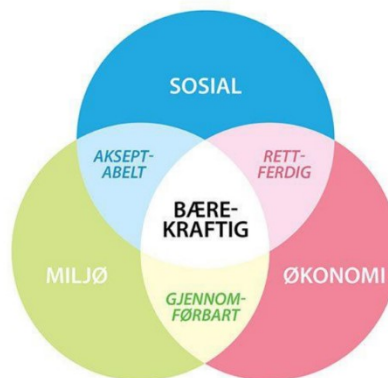 SOSIAL
AKSEPT-
ABELT
RETT-
FERDIG
BÆRE-
KRAFTIG
MILJØ
ØKONOMI
GJENNOM-
FØRBART